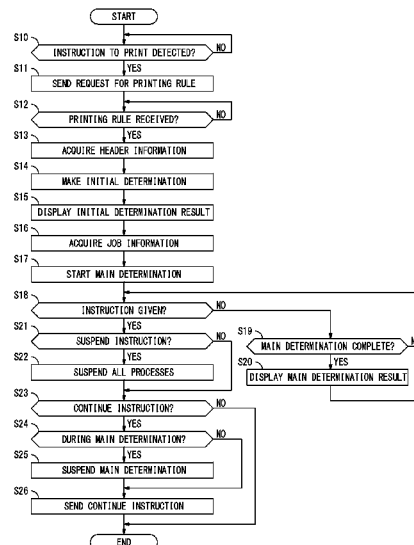 START
S10
INSTRUCTION TO PRINT DETECTED?
NO
YES
S11
SEND REQUEST FOR PRINTING RULE
S12
PRINTING RULE RECEIVED?
NO
YES
S13
ACQUIRE HEADER INFORMATION
S14
MAKE INITIAL DETERMINATION
S15
DISPLAY INITIAL DETERMINATION RESULT
S16
ACQUIRE JOB INFORMATION
S17
START MAIN DETERMINATION
S18
INSTRUCTION GIVEN?
NO
YES
S19
MAIN DETERMINATION COMPLETE?
YES
S20
DISPLAY MAIN DETERMINATION RESULT
S21
SUSPEND INSTRUCTION?
NO
YES
S22
SUSPEND ALL PROCESSES
S23
CONTINUE INSTRUCTION?
NO
YES
S24
DURING MAIN DETERMINATION?
NO
YES
S25
SUSPEND MAIN DETERMINATION
S26
SEND CONTINUE INSTRUCTION
END